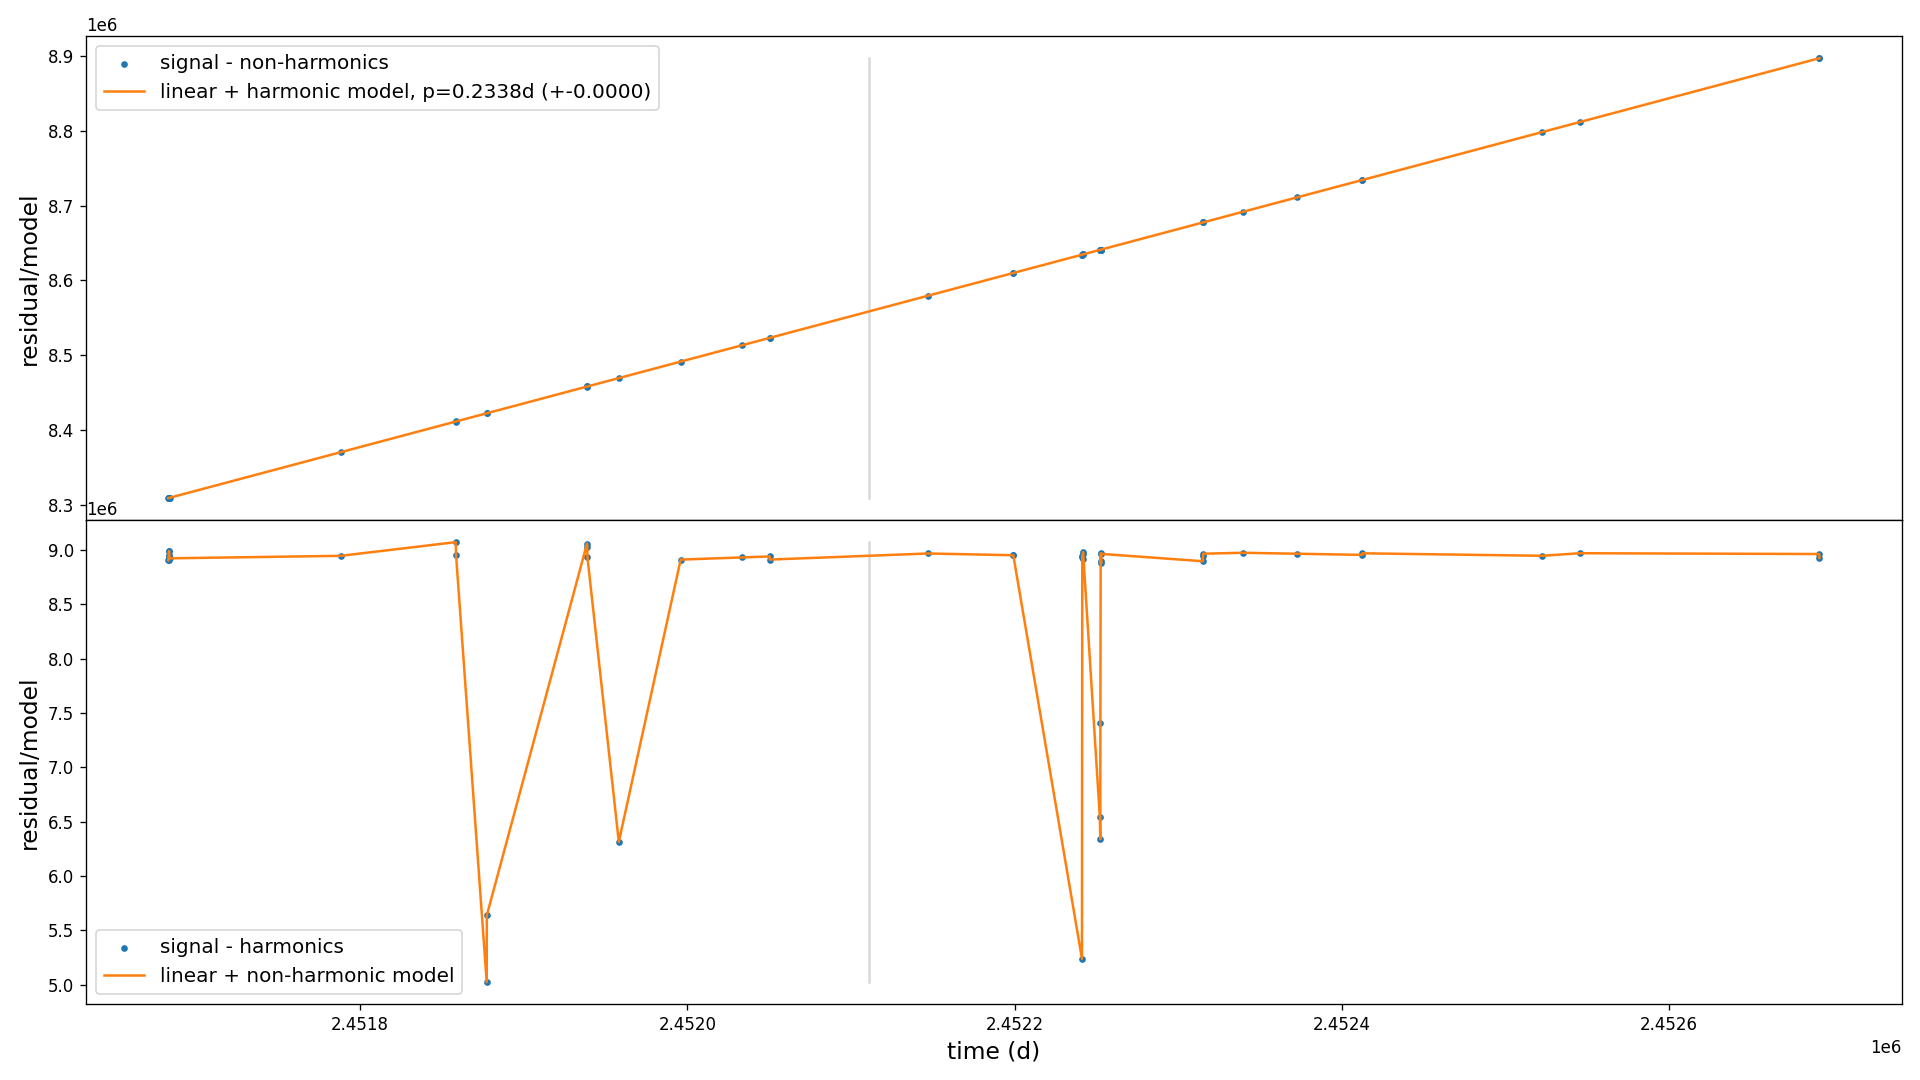 1e6
8.9
8.8
8.7
8.6
8.5
8.4
8.3
residual/model
signal - non-harmonics
linear + harmonic model, p=0.2338d (+-0.0000)
1e6
9.0
8.5
8.0
7.5
7.0
6.5
6.0
5.5
5.0
residual/model
signal - harmonics
linear + non-harmonic model
2.4518
2.4520
2.4522
2.4524
2.4526
1e6
time (d)